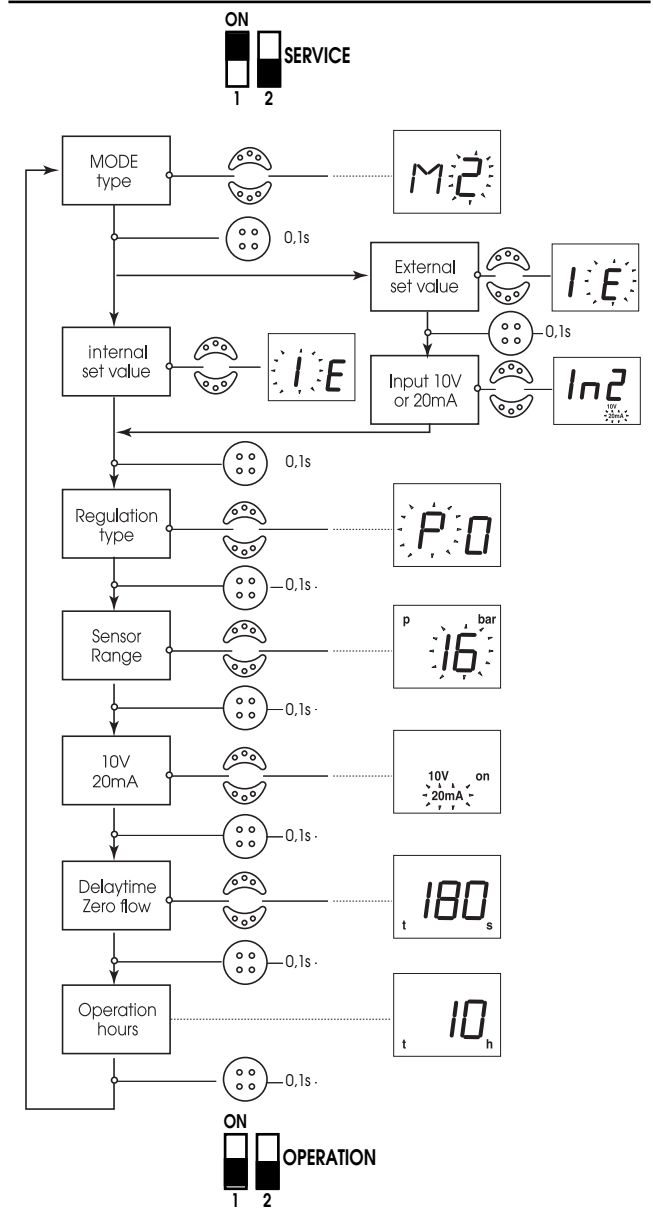 ON
SERVICE
1 2
MODE
type
M2
0,1s
External
set value
I E
0,1s
internal
set value
I E
Input 10V
or 20mA
In2
10V
20mA
0,1s
Regulation
type
P 0
0,1s.
Sensor
Range
p bar
16
0,1s.
10V
20mA
10V on
20mA
0,1s.
Delaytime
Zero flow
180
t s
0,1s.
Operation
hours
10
t h
0,1s.
ON
OPERATION
1 2